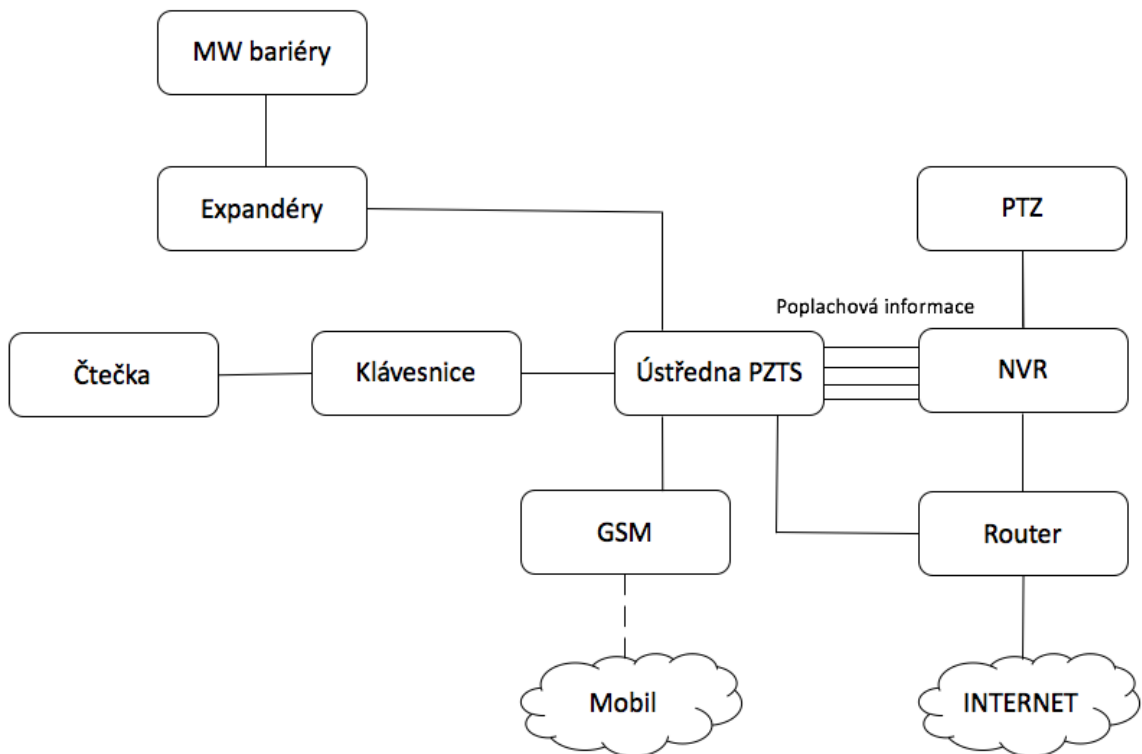 MW bariéry
Expandéry
PTZ
Poplachová informace
Čtečka
Klávesnice
Ústředna PZTS
NVR
GSM
Router
Mobil
INTERNET